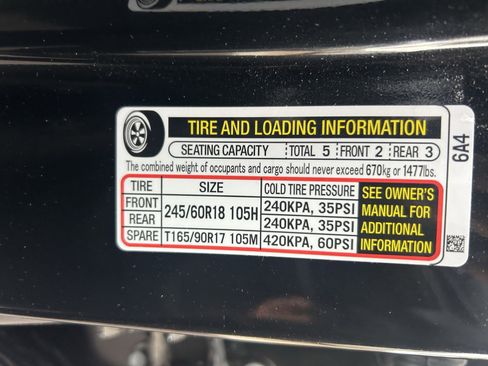 TIRE AND LOADING INFORMATION
SEATING CAPACITY TOTAL 5 FRONT 2 REAR 3
The combined weight of occupants and cargo should never exceed 670kg or 1477lbs.
TIRE SIZE COLD TIRE PRESSURE
FRONT 245/60R18 105H 240KPA, 35PSI
REAR 240KPA, 35PSI
SPARE T165/90R17 105M 420KPA, 60PSI
SEE OWNER'S
MANUAL FOR
ADDITIONAL
INFORMATION
6A4